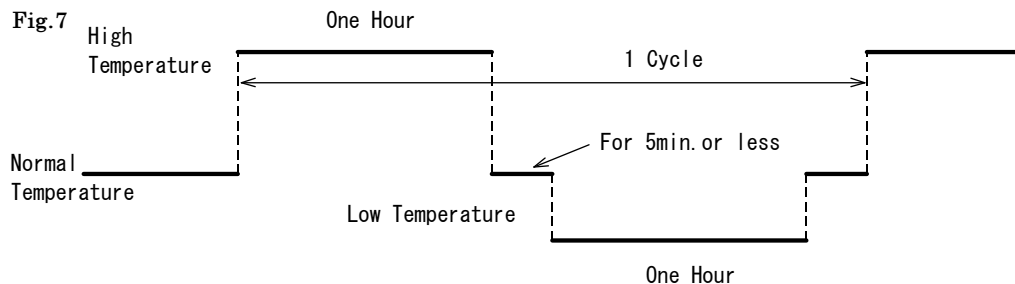 Fig.7
One Hour
High
Temperature
1 Cycle
For 5min.or less
Normal
Temperature
Low Temperature
One Hour